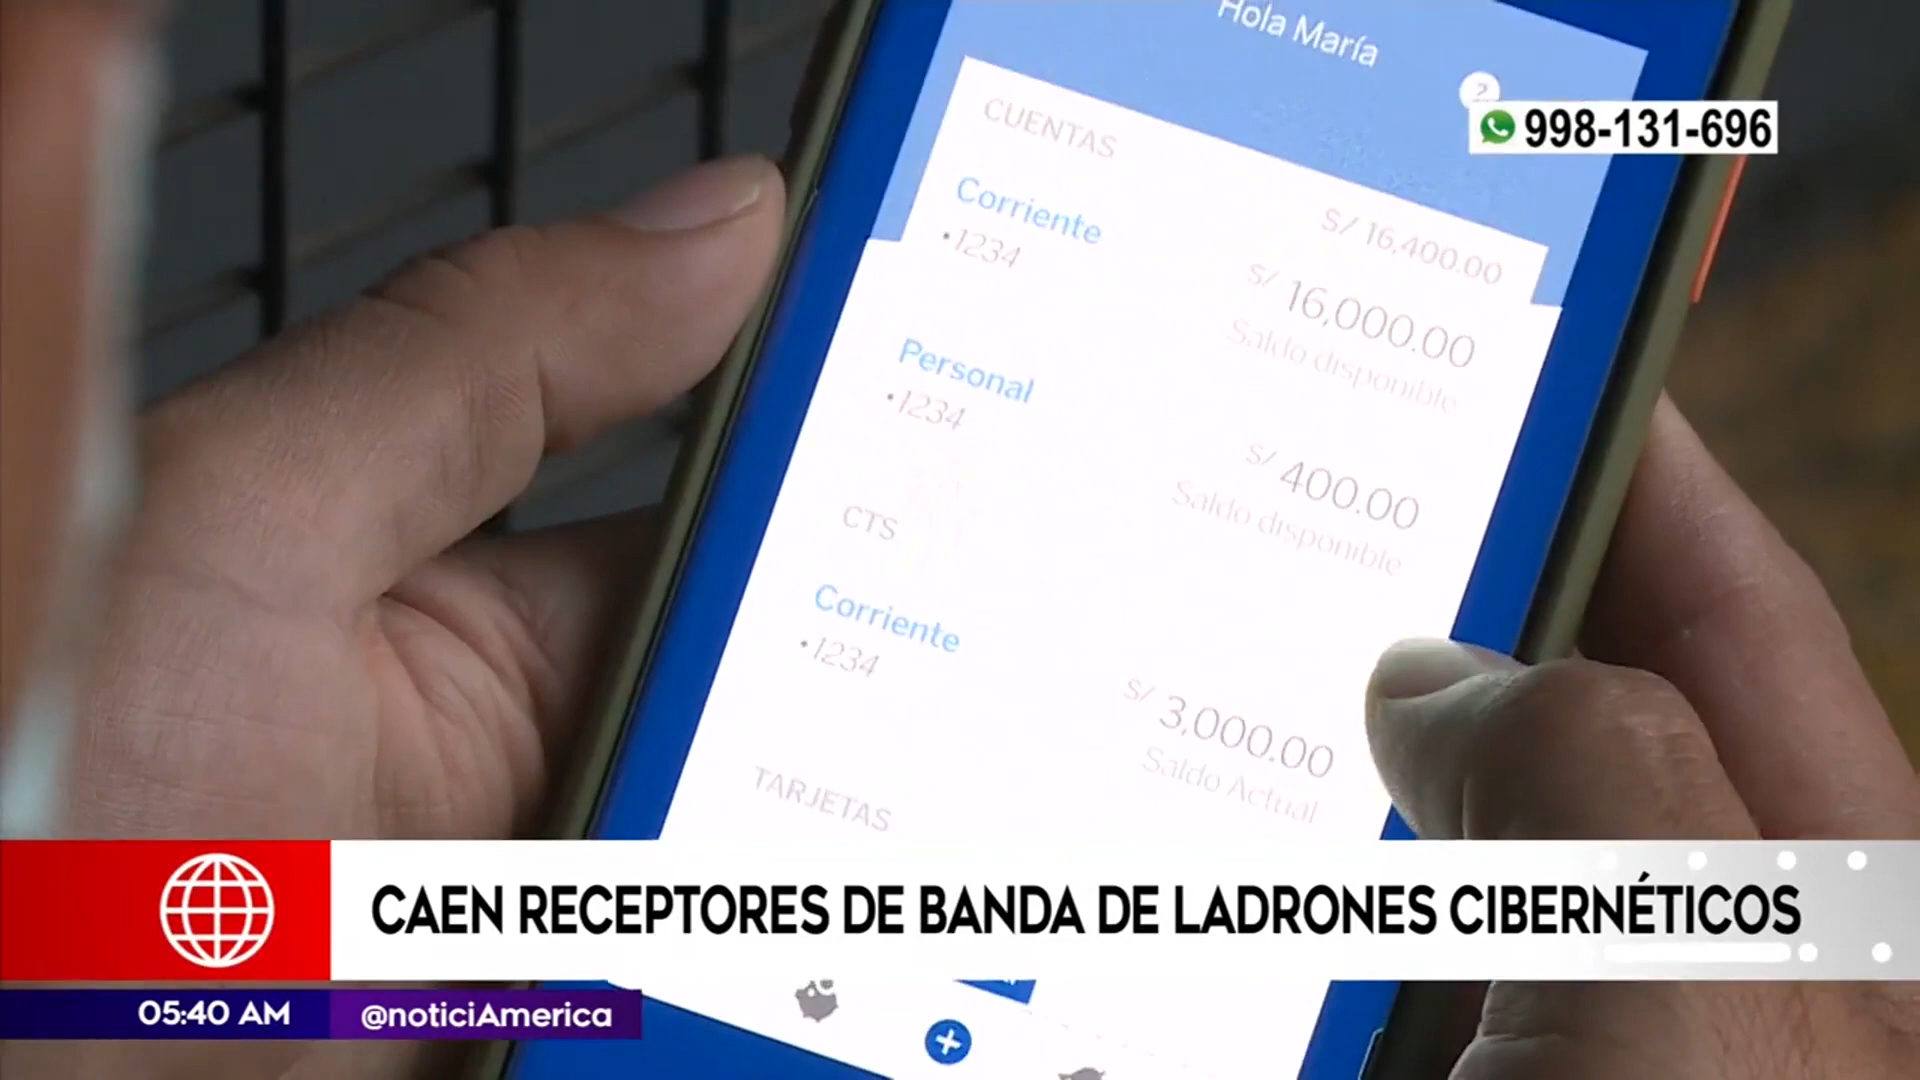 Hola María
?
998-131-696
CUENTAS
S/ 16,400.00
Corriente
•1234
S/ 16,000.00
Saldo disponible
Personal
•1234
S/ 400.00
Saldo disponible
CTS
Corriente
•1234
S/ 3,000.00
Saldo Actual
TARJETAS
CAEN RECEPTORES DE BANDA DE LADRONES CIBERNÉTICOS
05:40 AM
@noticiAmerica